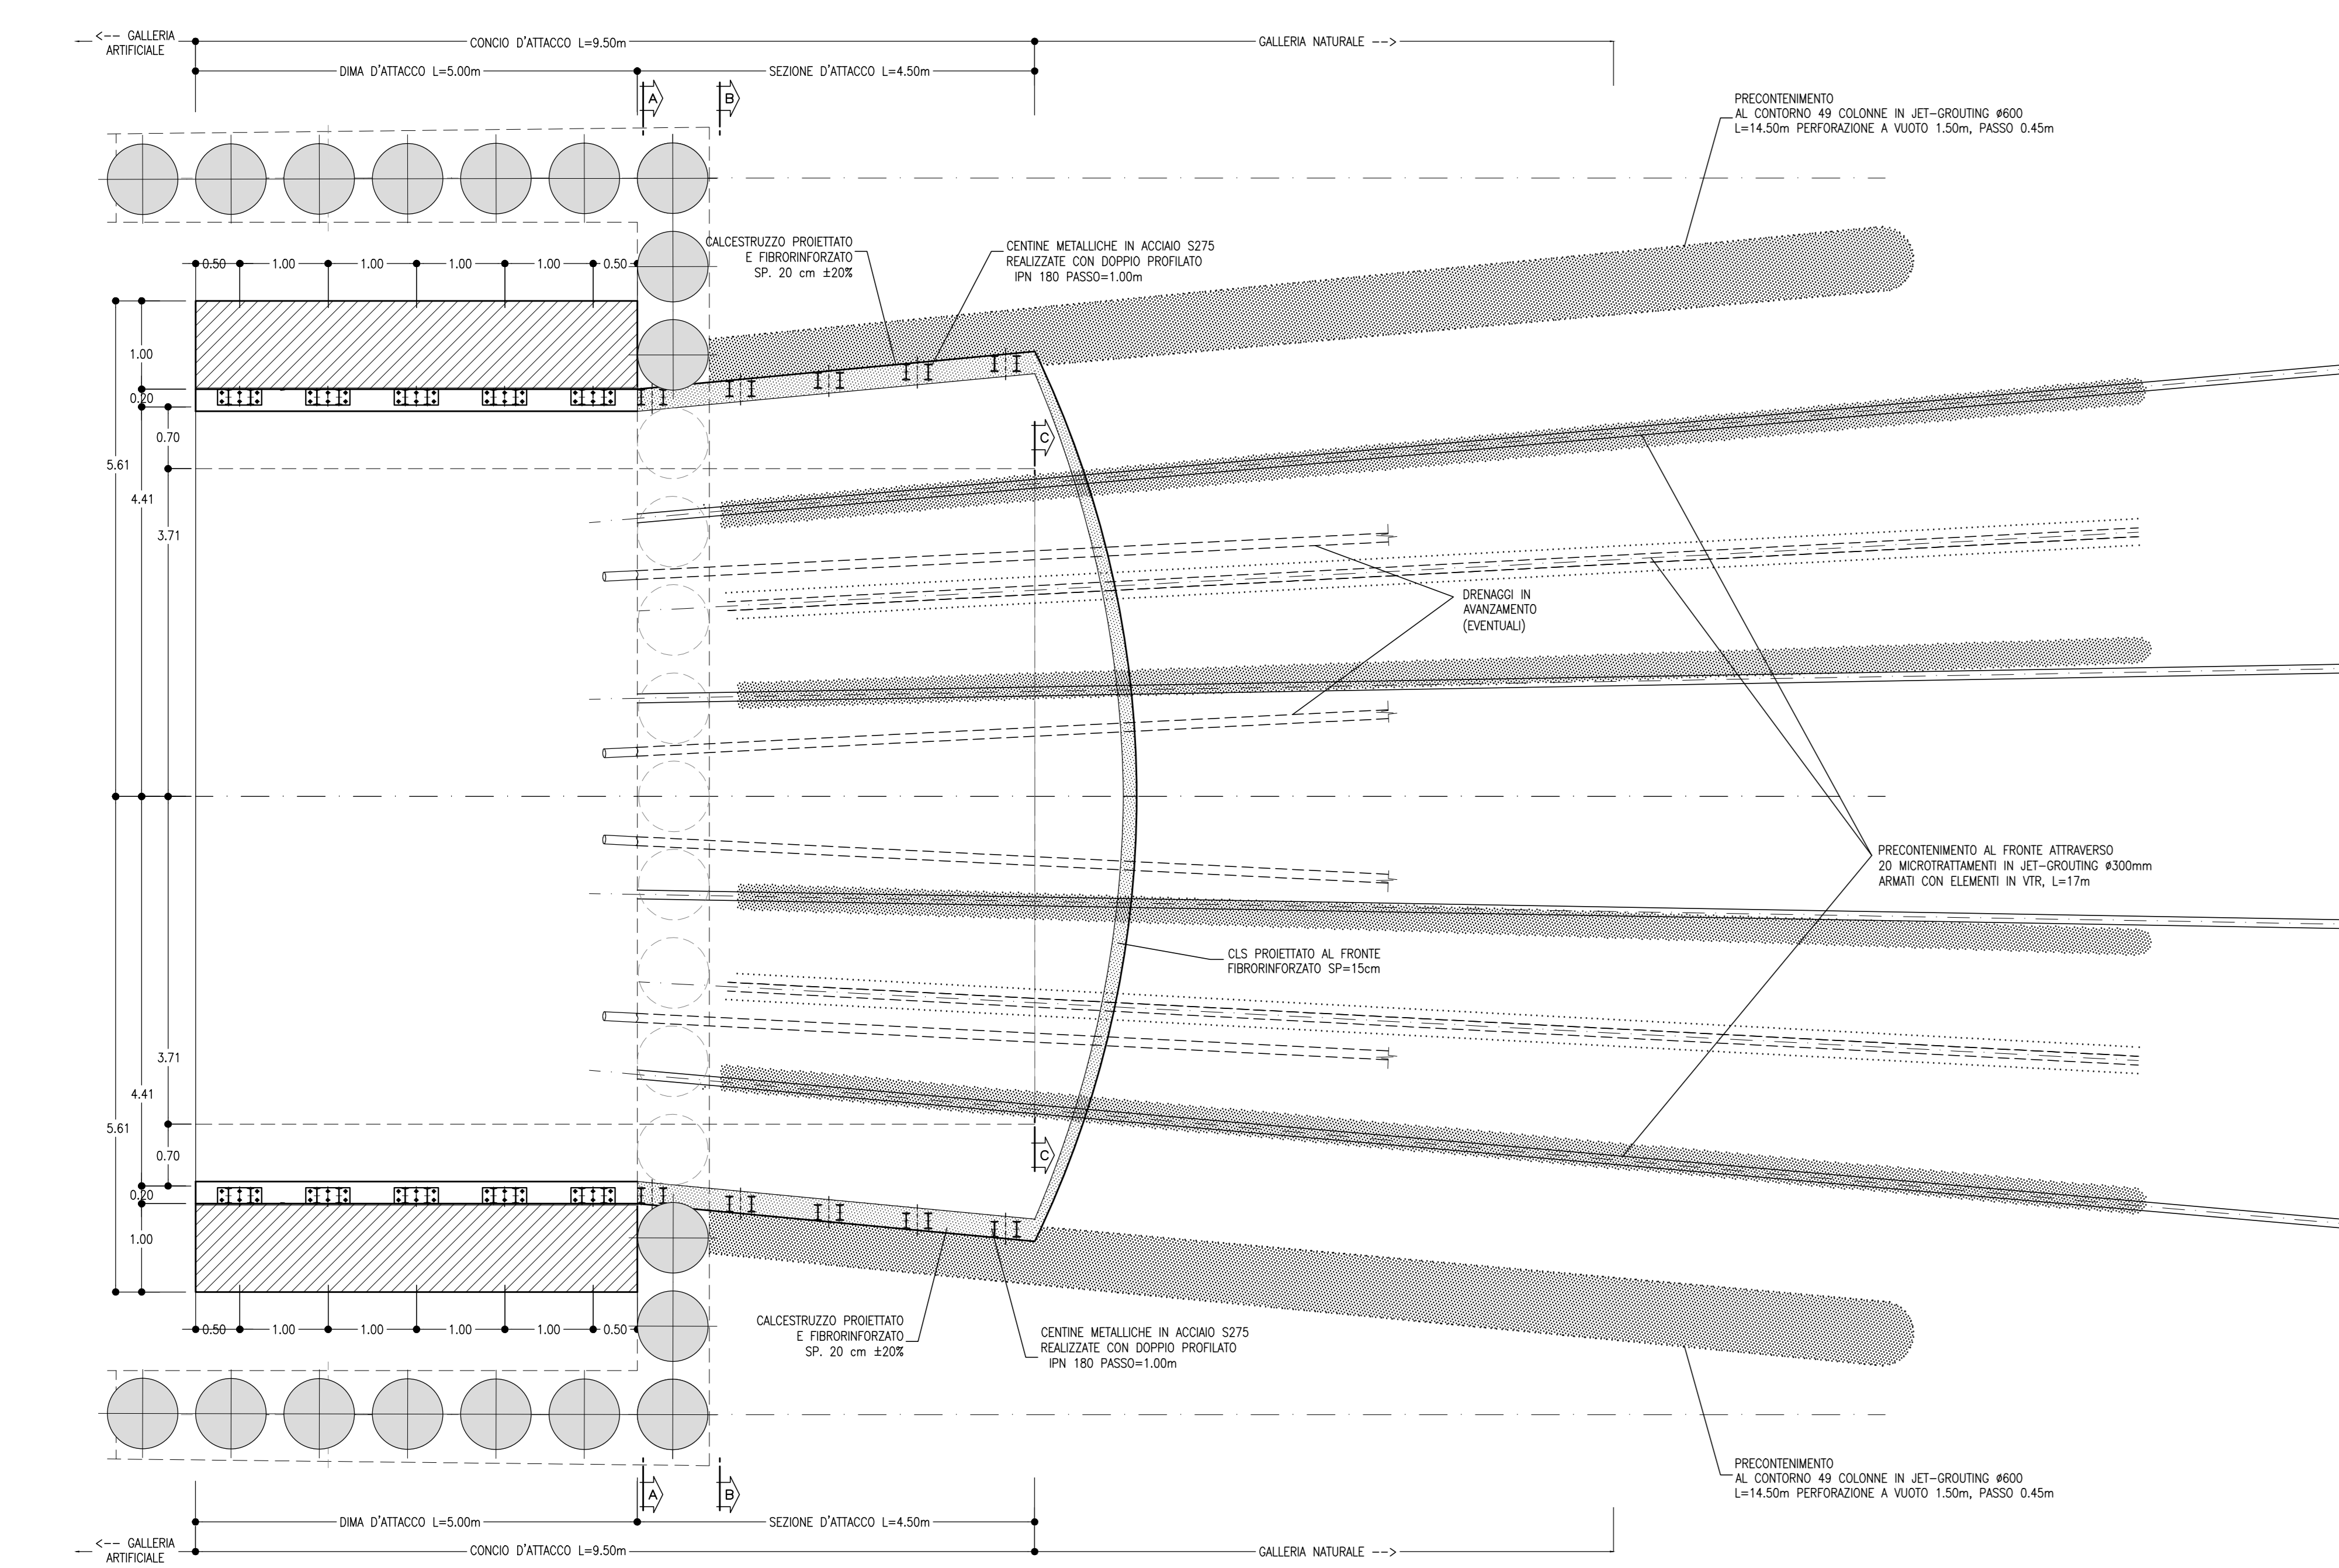 <-- GALLERIA
ARTIFICIALE
CONCIO D'ATTACCO L=9.50m
GALLERIA NATURALE -->
DIMA D'ATTACCO L=5.00m
SEZIONE D'ATTACCO L=4.50m
A
B
PRECONTENIMENTO
AL CONTORNO 49 COLONNE IN JET-GROUTING ø600
L=14.50m PERFORAZIONE A VUOTO 1.50m, PASSO 0.45m
CALCESTRUZZO PROIETTATO
E FIBRORINFORZATO
SP. 20 cm ±20%
CENTINE METALLICHE IN ACCIAIO S275
REALIZZATE CON DOPPIO PROFILATO
IPN 180 PASSO=1.00m
0.50
1.00
1.00
1.00
1.00
0.50
1.00
0.20
0.70
5.61
4.41
3.71
C
DRENAGGI IN
AVANZAMENTO
(EVENTUALI)
PRECONTENIMENTO AL FRONTE ATTRAVERSO
20 MICROTRATTAMENTI IN JET-GROUTING ø300mm
ARMATI CON ELEMENTI IN VTR, L=17m
CLS PROIETTATO AL FRONTE
FIBRORINFORZATO SP=15cm
3.71
4.41
5.61
0.70
C
0.20
1.00
0.50
1.00
1.00
1.00
1.00
0.50
CALCESTRUZZO PROIETTATO
E FIBRORINFORZATO
SP. 20 cm ±20%
CENTINE METALLICHE IN ACCIAIO S275
REALIZZATE CON DOPPIO PROFILATO
IPN 180 PASSO=1.00m
PRECONTENIMENTO
AL CONTORNO 49 COLONNE IN JET-GROUTING ø600
L=14.50m PERFORAZIONE A VUOTO 1.50m, PASSO 0.45m
A
B
DIMA D'ATTACCO L=5.00m
SEZIONE D'ATTACCO L=4.50m
<-- GALLERIA
ARTIFICIALE
CONCIO D'ATTACCO L=9.50m
GALLERIA NATURALE -->